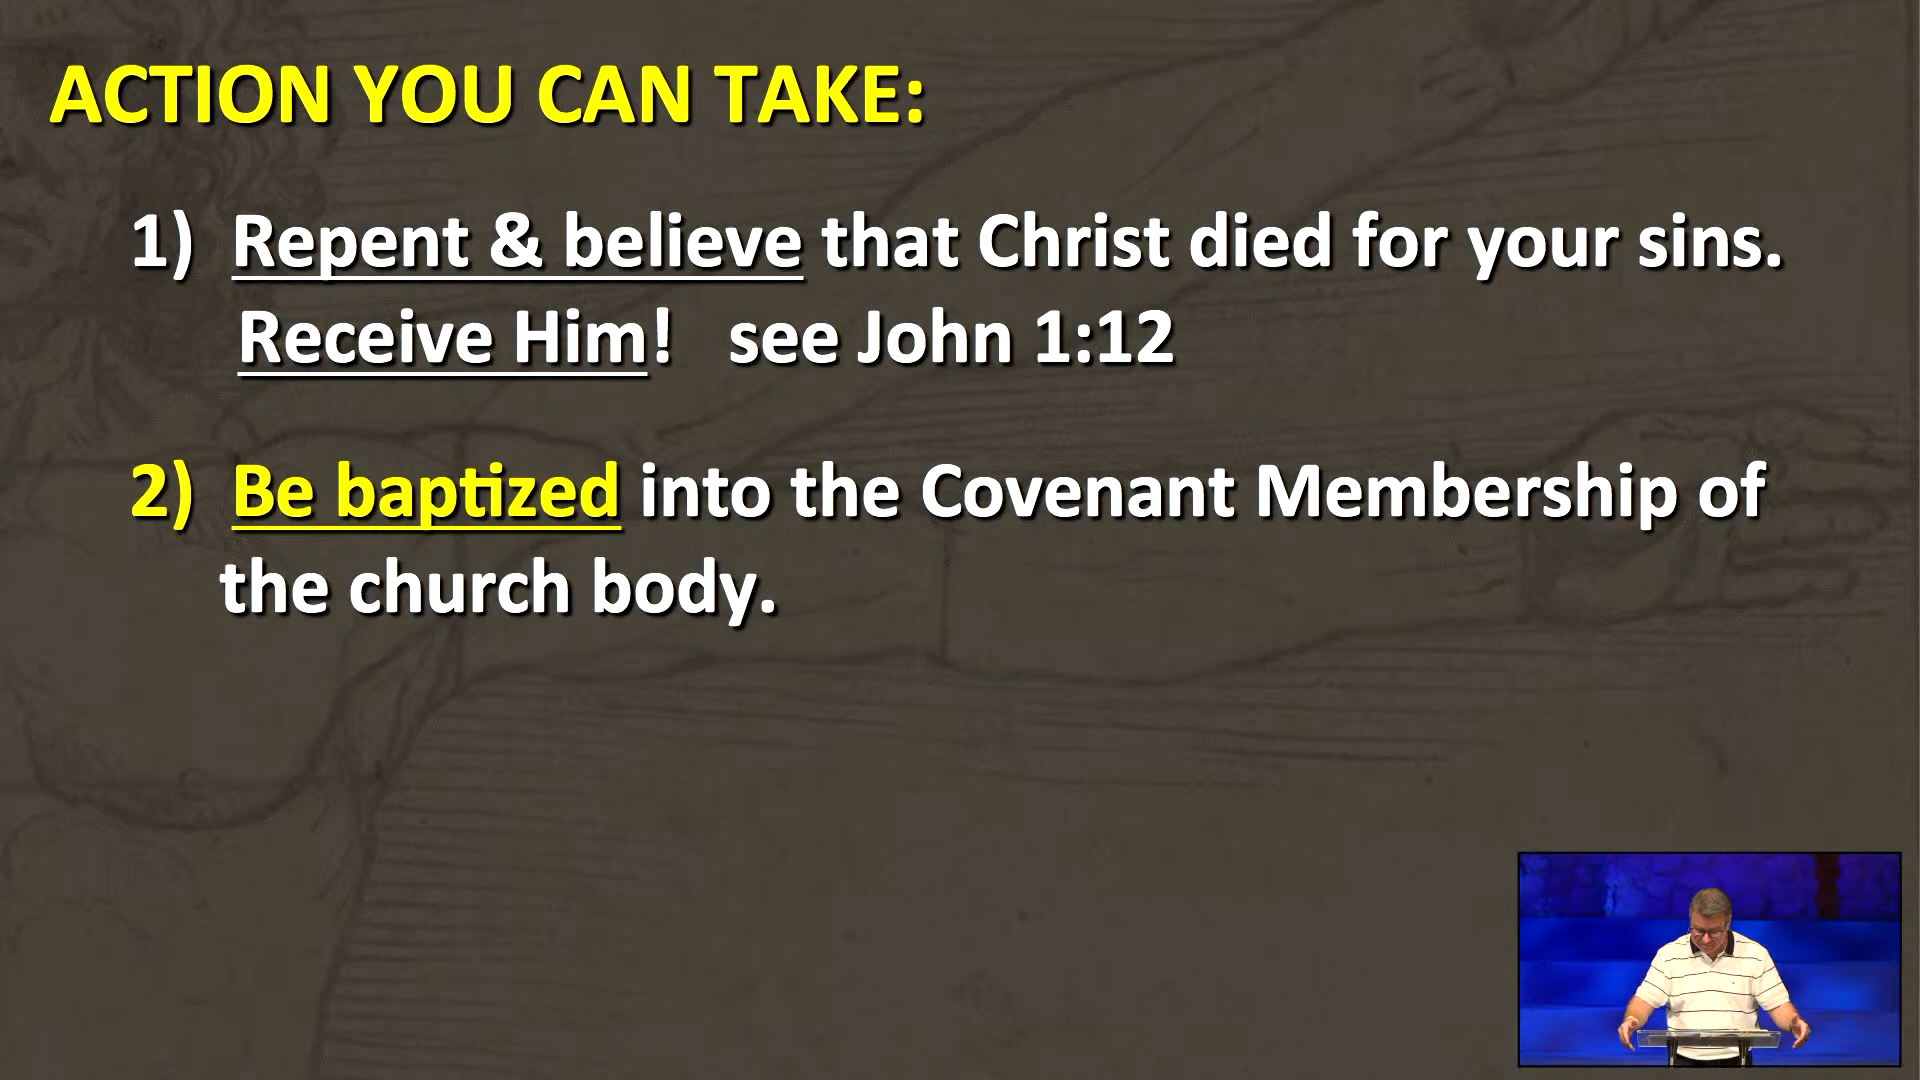 ACTION YOU CAN TAKE:
1) Repent & believe that Christ died for your sins.
Receive Him! see John 1:12
2) Be baptized into the Covenant Membership of
the church body.